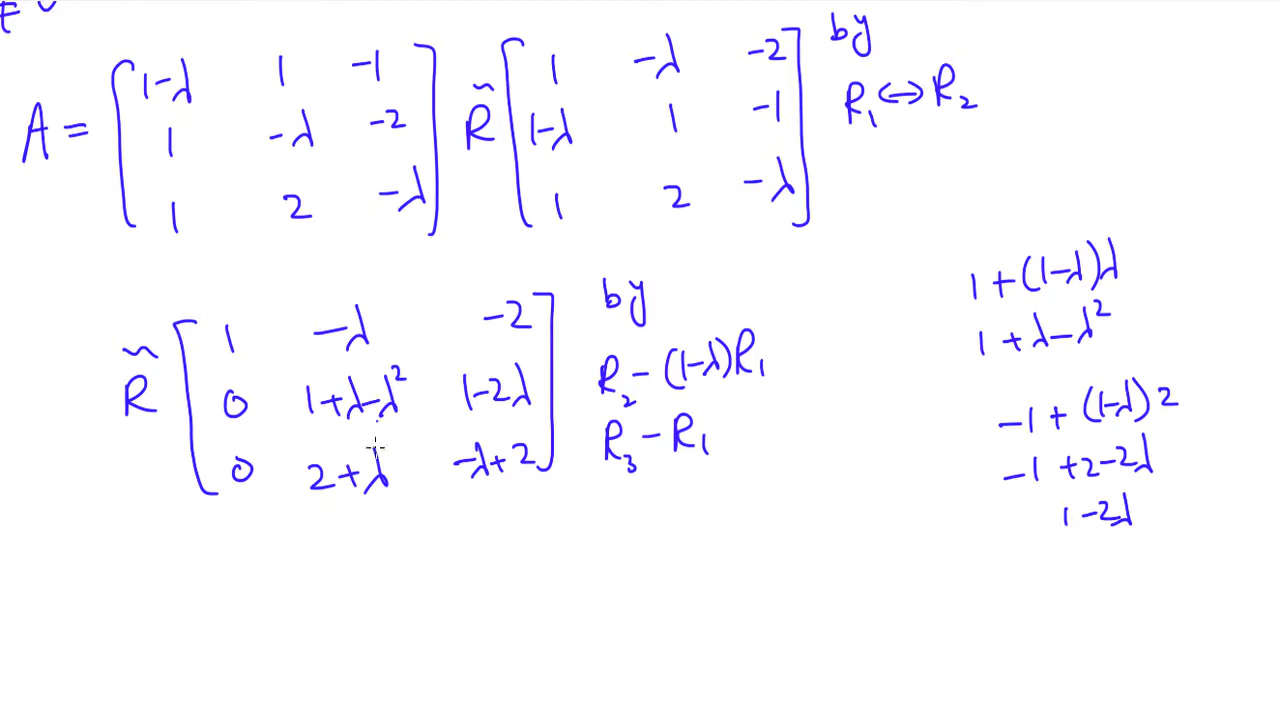 A = [ 1-λ 1 -1 ] R̃ [ 1 -λ -2 ] by
[ 1 -λ -2 ] [ 1-λ 1 -1 ] R₁ ↔ R₂
[ 1 2 -λ ] [ 1 2 -λ ]
R̃ [ 1 -λ -2 ] by
[ 0 1+λ-λ² 1-2λ ] R₂ - (1-λ)R₁
[ 0 2+λ -λ+2 ] R₃ - R₁
1 + (1-λ)λ
1 + λ - λ²
-1 + (1-λ)2
-1 + 2 - 2λ
1 - 2λ